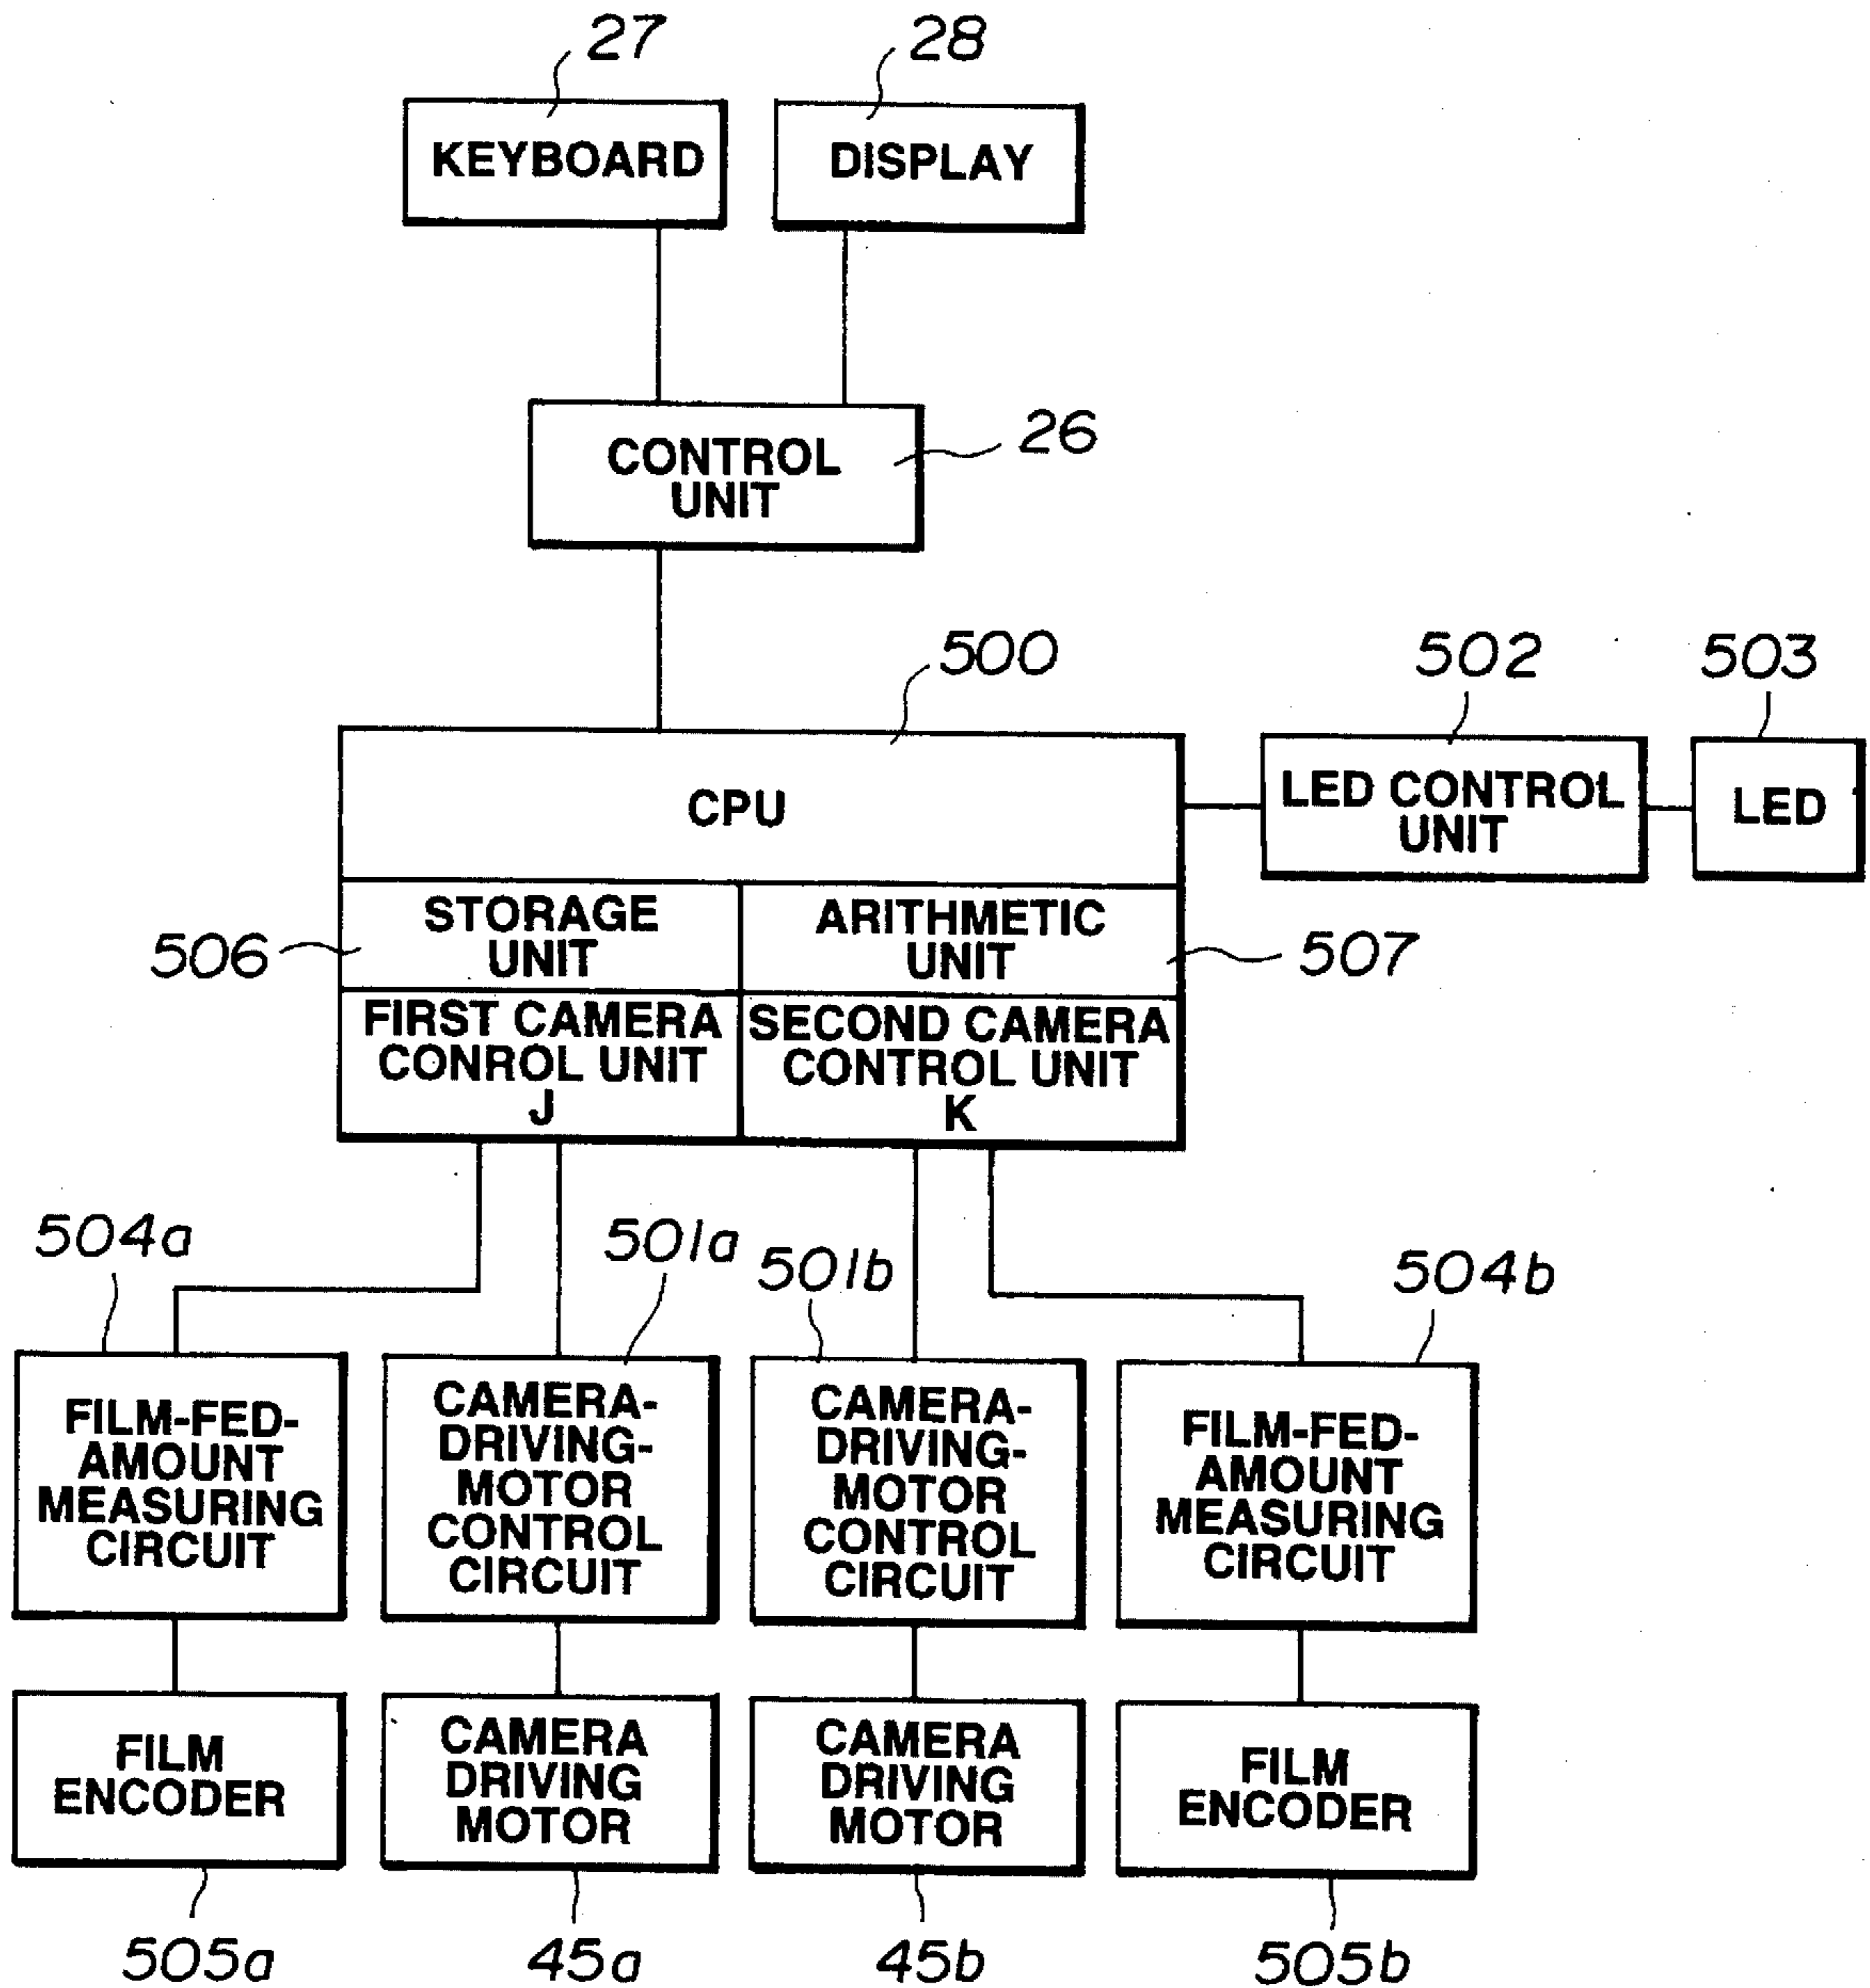 27
28
KEYBOARD
DISPLAY
26
CONTROL
UNIT
500
502
503
CPU
LED CONTROL
UNIT
LED
506
STORAGE
UNIT
ARITHMETIC
UNIT
507
FIRST CAMERA
CONROL UNIT
J
SECOND CAMERA
CONTROL UNIT
K
504a
501a
501b
504b
FILM-FED-
AMOUNT
MEASURING
CIRCUIT
CAMERA-
DRIVING-
MOTOR
CONTROL
CIRCUIT
CAMERA-
DRIVING-
MOTOR
CONTROL
CIRCUIT
FILM-FED-
AMOUNT
MEASURING
CIRCUIT
FILM
ENCODER
CAMERA
DRIVING
MOTOR
CAMERA
DRIVING
MOTOR
FILM
ENCODER
505a
45a
45b
505b